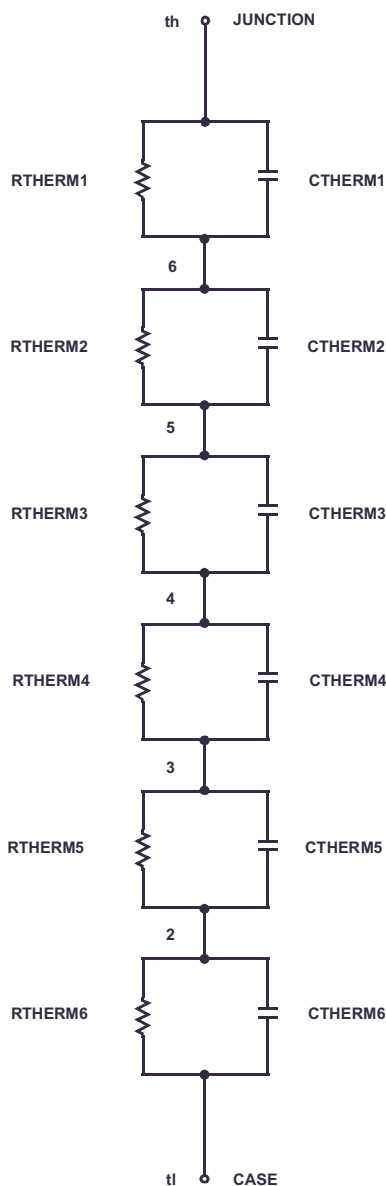 th JUNCTION
RTHERM1 CTHERM1
6
RTHERM2 CTHERM2
5
RTHERM3 CTHERM3
4
RTHERM4 CTHERM4
3
RTHERM5 CTHERM5
2
RTHERM6 CTHERM6
tl CASE